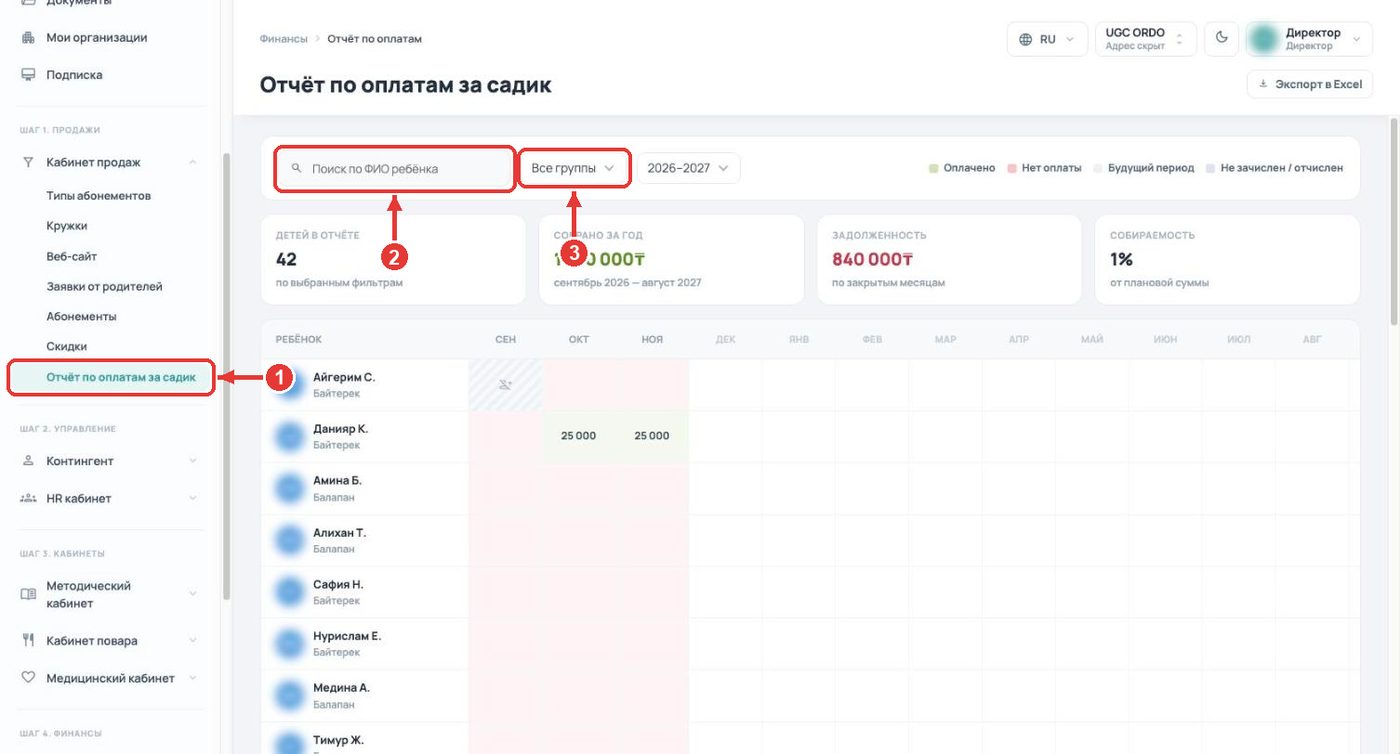 Документы
Мои организации
Подписка
ШАГ 1. ПРОДАЖИ
Кабинет продаж
Типы абонементов
Кружки
Веб-сайт
Заявки от родителей
Абонементы
Скидки
Отчёт по оплатам за садик
1
ШАГ 2. УПРАВЛЕНИЕ
Контингент
HR кабинет
ШАГ 3. КАБИНЕТЫ
Методический
кабинет
Кабинет повара
Медицинский кабинет
ШАГ 4. ФИНАНСЫ
Финансы > Отчёт по оплатам
RU
UGC ORDO
Адрес скрыт
Директор
Директор
Отчёт по оплатам за садик
Экспорт в Excel
Поиск по ФИО ребёнка
Все группы
2026–2027
Оплачено
Нет оплаты
Будущий период
Не зачислен / отчислен
2
3
ДЕТЕЙ В ОТЧЁТЕ
42
по выбранным фильтрам
ЗА ГОД
000₸
сентябрь 2026 — август 2027
ЗАДОЛЖЕННОСТЬ
840 000₸
по закрытым месяцам
СОБИРАЕМОСТЬ
1%
от плановой суммы
РЕБЁНОК СЕН ОКТ НОЯ ДЕК ЯНВ ФЕВ МАР АПР МАЙ ИЮН ИЮЛ АВГ
Айгерим С.
Байтерек
Данияр К.
Байтерек
25 000 25 000
Амина Б.
Балапан
Алихан Т.
Балапан
Сафия Н.
Байтерек
Нурислам Е.
Байтерек
Медина А.
Балапан
Тимур Ж.